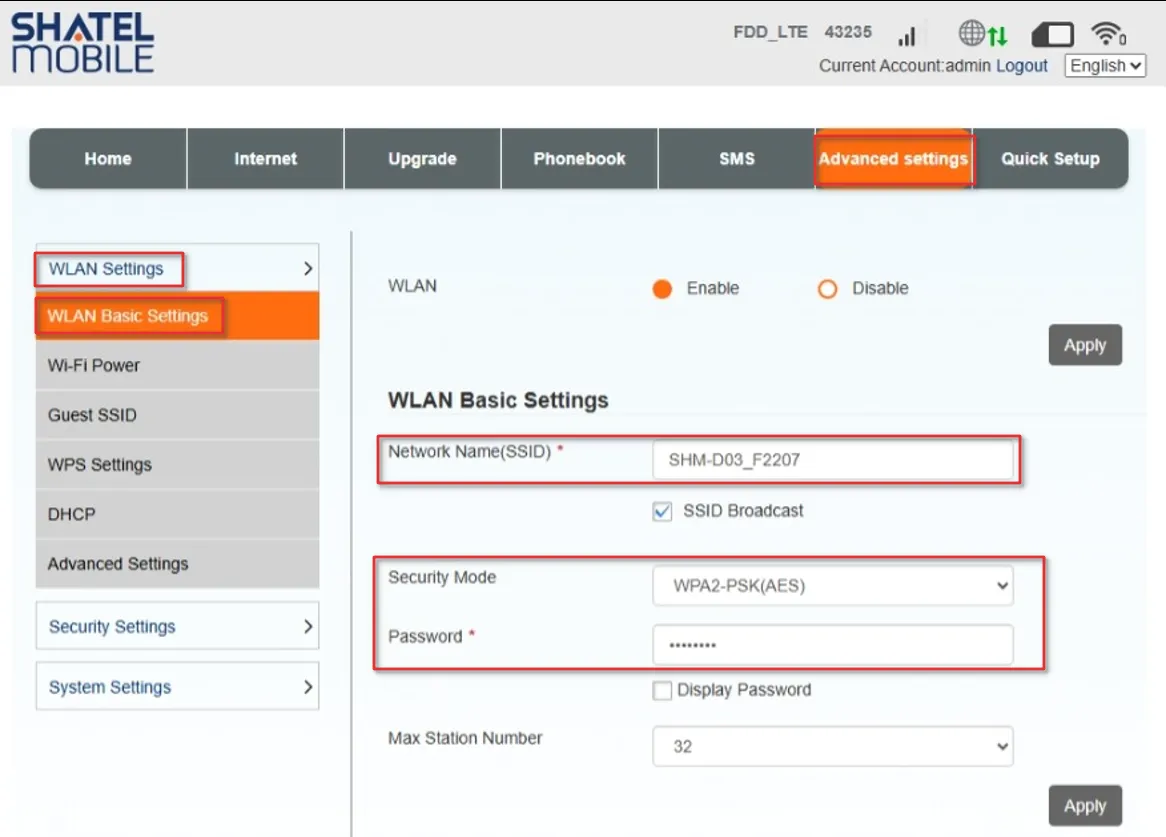 SHATEL
MOBILE
FDD_LTE 43235
0
Current Account:admin Logout English
Home Internet Upgrade Phonebook SMS Advanced settings Quick Setup
WLAN Settings
WLAN Basic Settings
Wi-Fi Power
Guest SSID
WPS Settings
DHCP
Advanced Settings
Security Settings
System Settings
WLAN Enable Disable
Apply
WLAN Basic Settings
Network Name(SSID) * SHM-D03_F2207
SSID Broadcast
Security Mode WPA2-PSK(AES)
Password * ••••••••
Display Password
Max Station Number 32
Apply